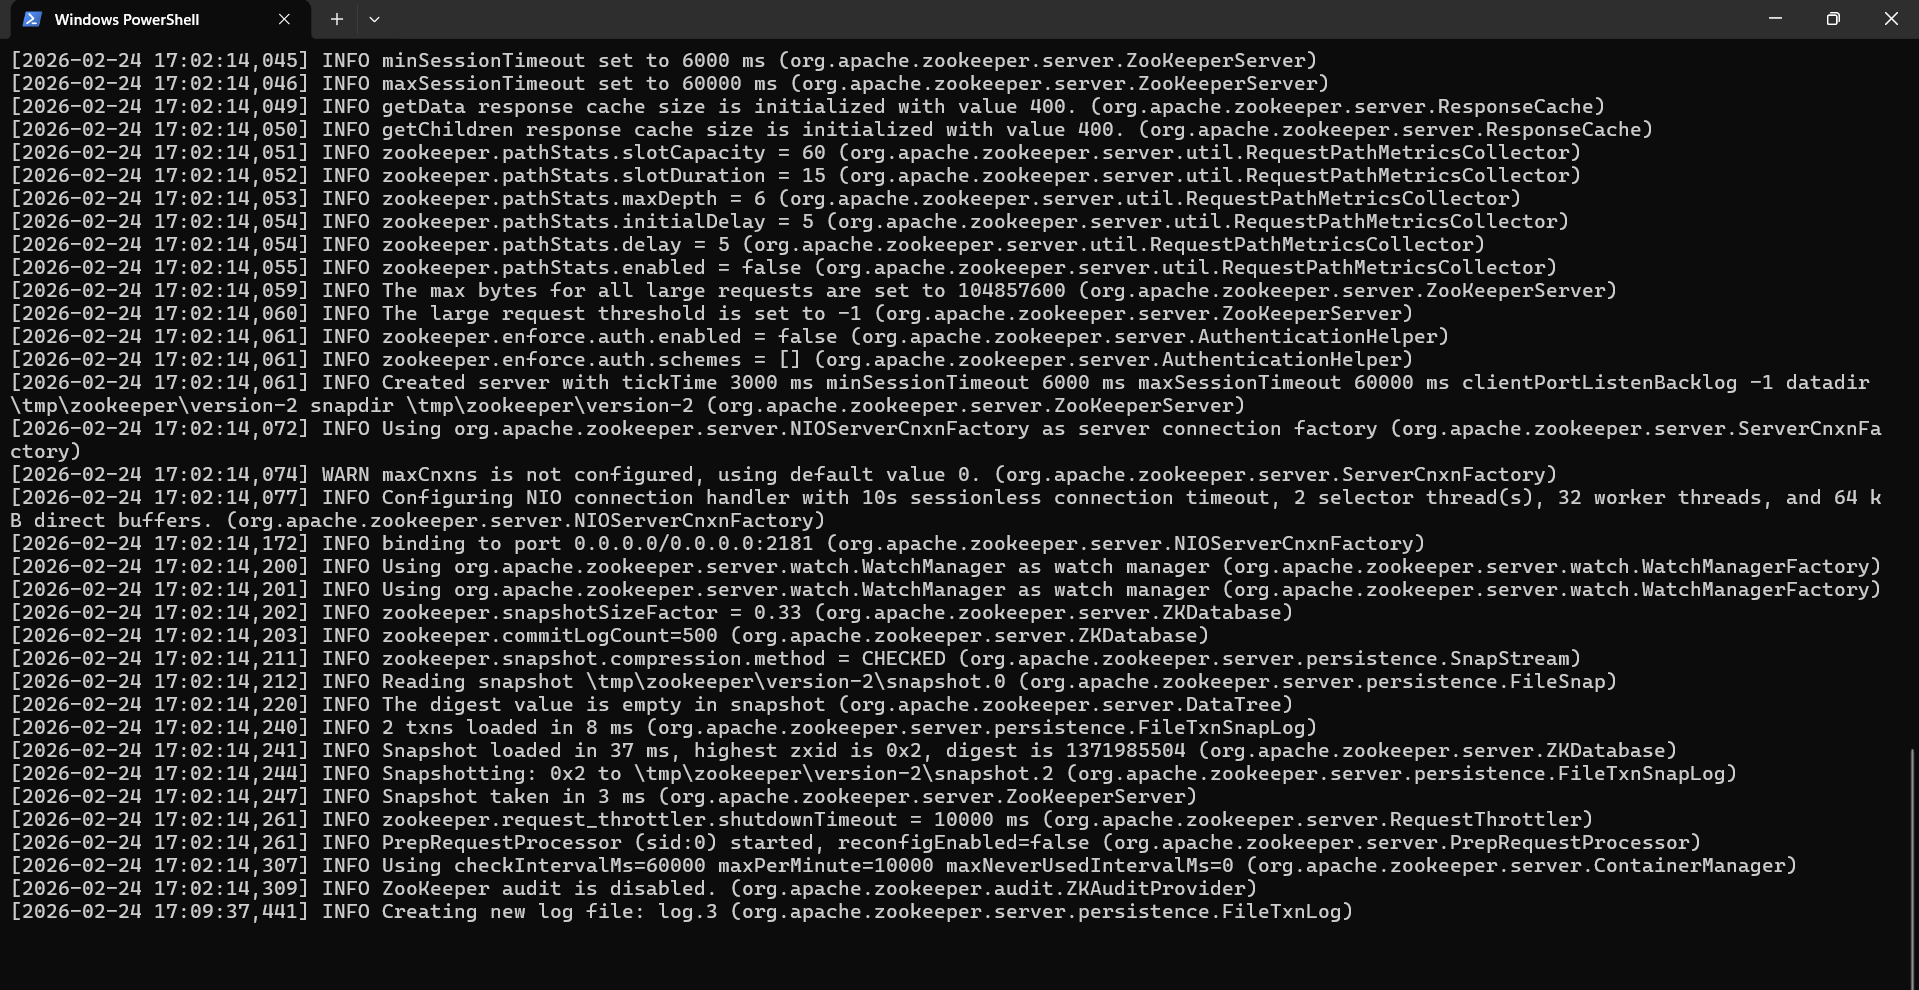 Windows PowerShell
[2026-02-24 17:02:14,045] INFO minSessionTimeout set to 6000 ms (org.apache.zookeeper.server.ZooKeeperServer)
[2026-02-24 17:02:14,046] INFO maxSessionTimeout set to 60000 ms (org.apache.zookeeper.server.ZooKeeperServer)
[2026-02-24 17:02:14,049] INFO getData response cache size is initialized with value 400. (org.apache.zookeeper.server.ResponseCache)
[2026-02-24 17:02:14,050] INFO getChildren response cache size is initialized with value 400. (org.apache.zookeeper.server.ResponseCache)
[2026-02-24 17:02:14,051] INFO zookeeper.pathStats.slotCapacity = 60 (org.apache.zookeeper.server.util.RequestPathMetricsCollector)
[2026-02-24 17:02:14,052] INFO zookeeper.pathStats.slotDuration = 15 (org.apache.zookeeper.server.util.RequestPathMetricsCollector)
[2026-02-24 17:02:14,053] INFO zookeeper.pathStats.maxDepth = 6 (org.apache.zookeeper.server.util.RequestPathMetricsCollector)
[2026-02-24 17:02:14,054] INFO zookeeper.pathStats.initialDelay = 5 (org.apache.zookeeper.server.util.RequestPathMetricsCollector)
[2026-02-24 17:02:14,054] INFO zookeeper.pathStats.delay = 5 (org.apache.zookeeper.server.util.RequestPathMetricsCollector)
[2026-02-24 17:02:14,055] INFO zookeeper.pathStats.enabled = false (org.apache.zookeeper.server.util.RequestPathMetricsCollector)
[2026-02-24 17:02:14,059] INFO The max bytes for all large requests are set to 104857600 (org.apache.zookeeper.server.ZooKeeperServer)
[2026-02-24 17:02:14,060] INFO The large request threshold is set to -1 (org.apache.zookeeper.server.ZooKeeperServer)
[2026-02-24 17:02:14,061] INFO zookeeper.enforce.auth.enabled = false (org.apache.zookeeper.server.AuthenticationHelper)
[2026-02-24 17:02:14,061] INFO zookeeper.enforce.auth.schemes = [] (org.apache.zookeeper.server.AuthenticationHelper)
[2026-02-24 17:02:14,061] INFO Created server with tickTime 3000 ms minSessionTimeout 6000 ms maxSessionTimeout 60000 ms clientPortListenBacklog -1 datadir
\tmp\zookeeper\version-2 snapdir \tmp\zookeeper\version-2 (org.apache.zookeeper.server.ZooKeeperServer)
[2026-02-24 17:02:14,072] INFO Using org.apache.zookeeper.server.NIOServerCnxnFactory as server connection factory (org.apache.zookeeper.server.ServerCnxnFa
ctory)
[2026-02-24 17:02:14,074] WARN maxCnxns is not configured, using default value 0. (org.apache.zookeeper.server.ServerCnxnFactory)
[2026-02-24 17:02:14,077] INFO Configuring NIO connection handler with 10s sessionless connection timeout, 2 selector thread(s), 32 worker threads, and 64 k
B direct buffers. (org.apache.zookeeper.server.NIOServerCnxnFactory)
[2026-02-24 17:02:14,172] INFO binding to port 0.0.0.0/0.0.0.0:2181 (org.apache.zookeeper.server.NIOServerCnxnFactory)
[2026-02-24 17:02:14,200] INFO Using org.apache.zookeeper.server.watch.WatchManager as watch manager (org.apache.zookeeper.server.watch.WatchManagerFactory)
[2026-02-24 17:02:14,201] INFO Using org.apache.zookeeper.server.watch.WatchManager as watch manager (org.apache.zookeeper.server.watch.WatchManagerFactory)
[2026-02-24 17:02:14,202] INFO zookeeper.snapshotSizeFactor = 0.33 (org.apache.zookeeper.server.ZKDatabase)
[2026-02-24 17:02:14,203] INFO zookeeper.commitLogCount=500 (org.apache.zookeeper.server.ZKDatabase)
[2026-02-24 17:02:14,211] INFO zookeeper.snapshot.compression.method = CHECKED (org.apache.zookeeper.server.persistence.SnapStream)
[2026-02-24 17:02:14,212] INFO Reading snapshot \tmp\zookeeper\version-2\snapshot.0 (org.apache.zookeeper.server.persistence.FileSnap)
[2026-02-24 17:02:14,220] INFO The digest value is empty in snapshot (org.apache.zookeeper.server.DataTree)
[2026-02-24 17:02:14,240] INFO 2 txns loaded in 8 ms (org.apache.zookeeper.server.persistence.FileTxnSnapLog)
[2026-02-24 17:02:14,241] INFO Snapshot loaded in 37 ms, highest zxid is 0x2, digest is 1371985504 (org.apache.zookeeper.server.ZKDatabase)
[2026-02-24 17:02:14,244] INFO Snapshotting: 0x2 to \tmp\zookeeper\version-2\snapshot.2 (org.apache.zookeeper.server.persistence.FileTxnSnapLog)
[2026-02-24 17:02:14,247] INFO Snapshot taken in 3 ms (org.apache.zookeeper.server.ZooKeeperServer)
[2026-02-24 17:02:14,261] INFO zookeeper.request_throttler.shutdownTimeout = 10000 ms (org.apache.zookeeper.server.RequestThrottler)
[2026-02-24 17:02:14,261] INFO PrepRequestProcessor (sid:0) started, reconfigEnabled=false (org.apache.zookeeper.server.PrepRequestProcessor)
[2026-02-24 17:02:14,307] INFO Using checkIntervalMs=60000 maxPerMinute=10000 maxNeverUsedIntervalMs=0 (org.apache.zookeeper.server.ContainerManager)
[2026-02-24 17:02:14,309] INFO ZooKeeper audit is disabled. (org.apache.zookeeper.audit.ZKAuditProvider)
[2026-02-24 17:09:37,441] INFO Creating new log file: log.3 (org.apache.zookeeper.server.persistence.FileTxnLog)